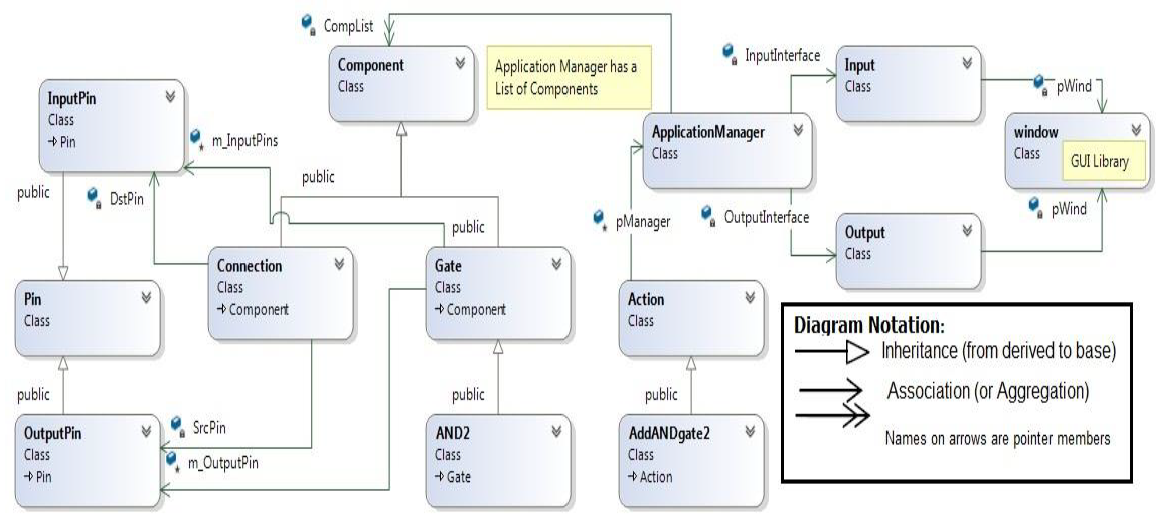 CompList
Component
Class
Application Manager has a
List of Components
InputInterface
Input
Class
pWind
InputPin
Class
Pin
m_InputPins
ApplicationManager
Class
window
Class
GUI Library
public
DstPin
public
public
pManager
OutputInterface
pWind
Output
Class
Connection
Class
Component
Gate
Class
Component
Pin
Class
Action
Class
Diagram Notation:
Inheritance (from derived to base)
Association (or Aggregation)
Names on arrows are pointer members
public
public
public
OutputPin
Class
Pin
SrcPin
m_OutputPin
AND2
Class
Gate
AddANDgate2
Class
Action